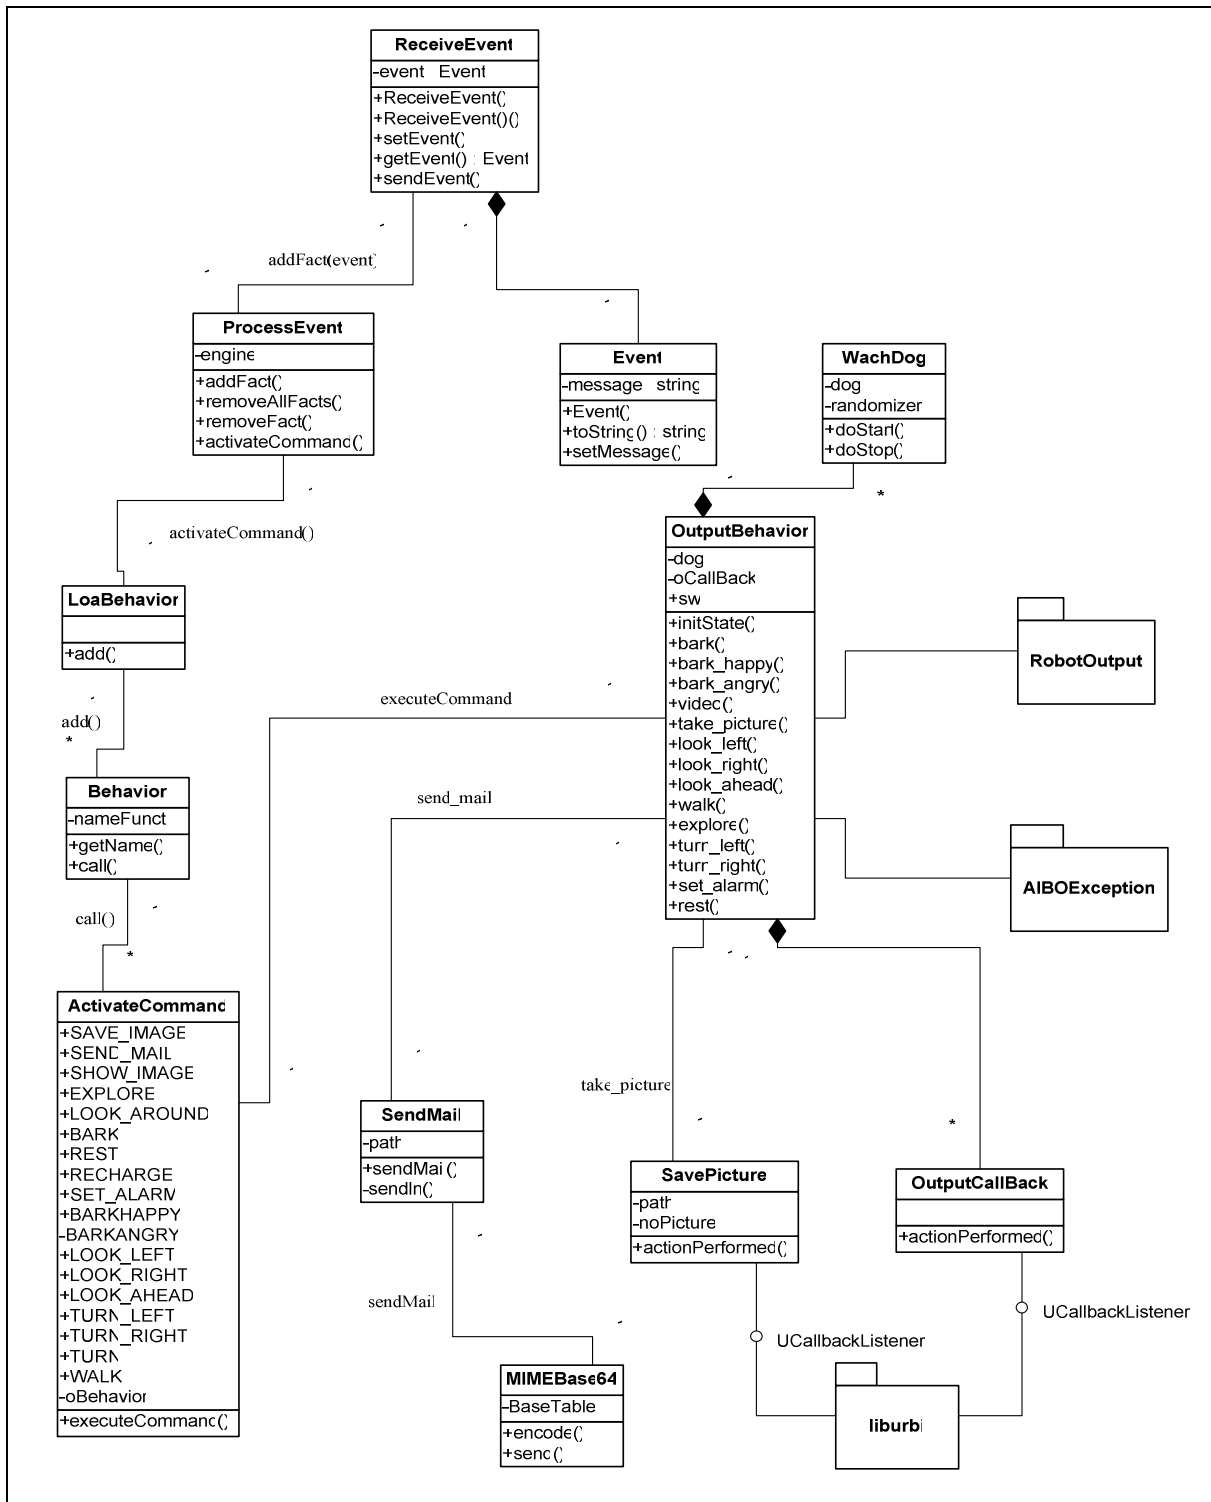 ReceiveEvent
-event Event
+ReceiveEvent()
+ReceiveEvent()()
+setEvent()
+getEvent() : Event
+sendEvent()
addFact(event)
ProcessEvent
-engine
+addFact()
+removeAllFacts()
+removeFact()
+activateCommand()
Event
-message string
+Event()
+toString() : string
+setMessage()
WachDog
-dog
-randomizer
+doStart()
+doStop()
*
activateCommand()
LoaBehavior
+add()
add()
*
Behavior
-nameFunct
+getName()
+call()
call()
*
OutputBehavior
-dog
-oCallBack
+sw
+initState()
+bark()
+bark_happy()
+bark_angry()
+video()
+take_picture()
+look_left()
+look_right()
+look_ahead()
+walk()
+explore()
+turn_left()
+turn_right()
+set_alarm()
+rest()
RobotOutput
AIBOException
executeCommand
send_mail
ActivateCommand
+SAVE_IMAGE
+SEND_MAIL
+SHOW_IMAGE
+EXPLORE
+LOOK_AROUND
+BARK
+REST
+RECHARGE
+SET_ALARM
+BARKHAPPY
-BARKANGRY
+LOOK_LEFT
+LOOK_RIGHT
+LOOK_AHEAD
+TURN_LEFT
+TURN_RIGHT
+TURN
+WALK
-oBehavior
+executeCommand()
take_picture
SendMail
-path
+sendMail()
-sendIn()
sendMail
MIMEBase64
-BaseTable
+encode()
+send()
SavePicture
-path
-noPicture
+actionPerformed()
*
OutputCallBack
+actionPerformed()
UCallbackListener
UCallbackListener
liburbi